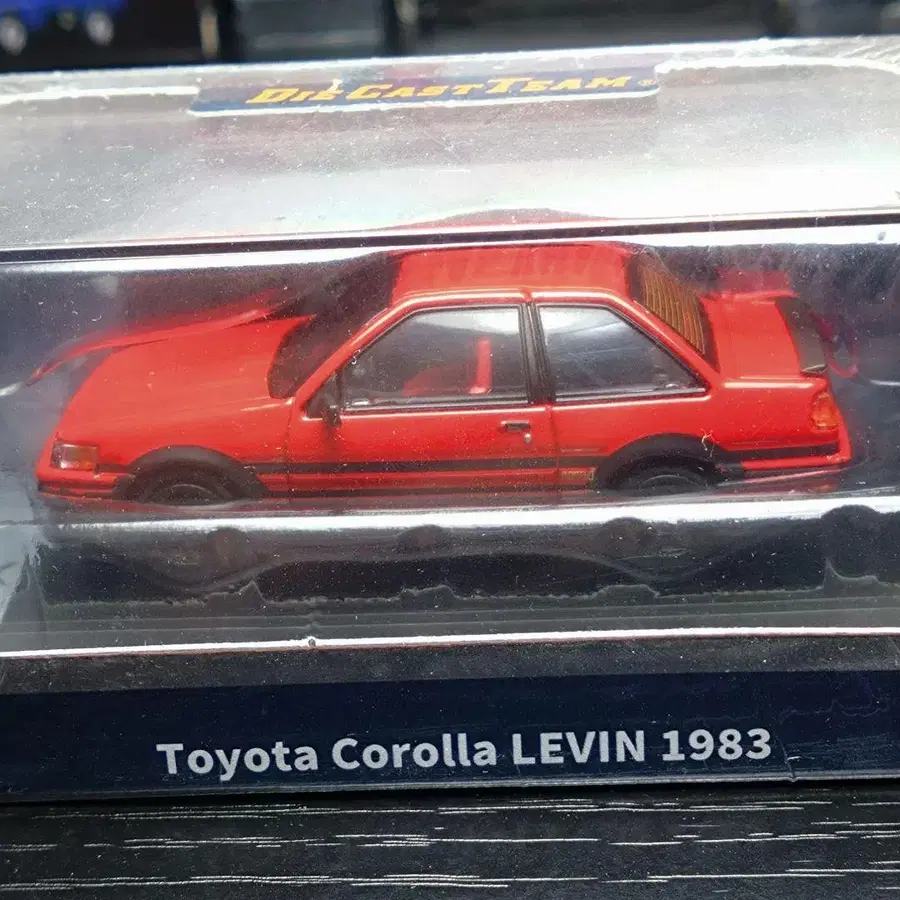 DIE CAST TEAM®
Toyota Corolla LEVIN 1983